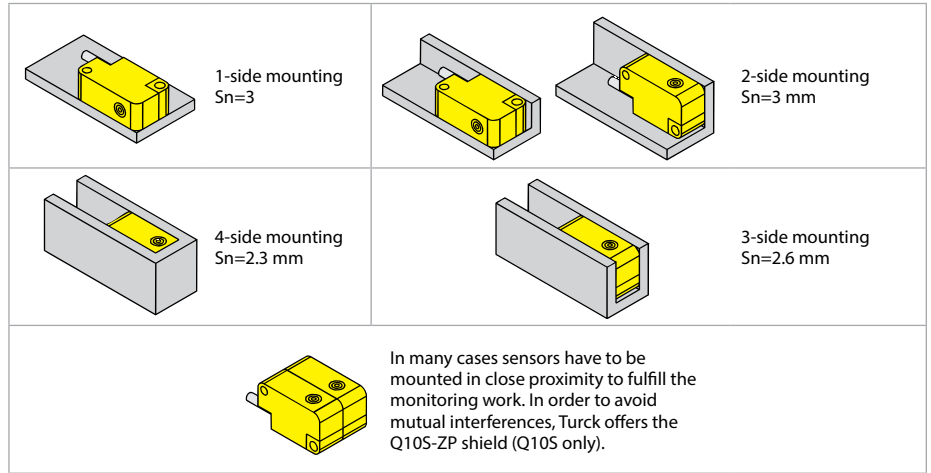 1-side mounting
Sn=3
2-side mounting
Sn=3 mm
4-side mounting
Sn=2.3 mm
3-side mounting
Sn=2.6 mm
In many cases sensors have to be
mounted in close proximity to fulfill the
monitoring work. In order to avoid
mutual interferences, Turck offers the
Q10S-ZP shield (Q10S only).